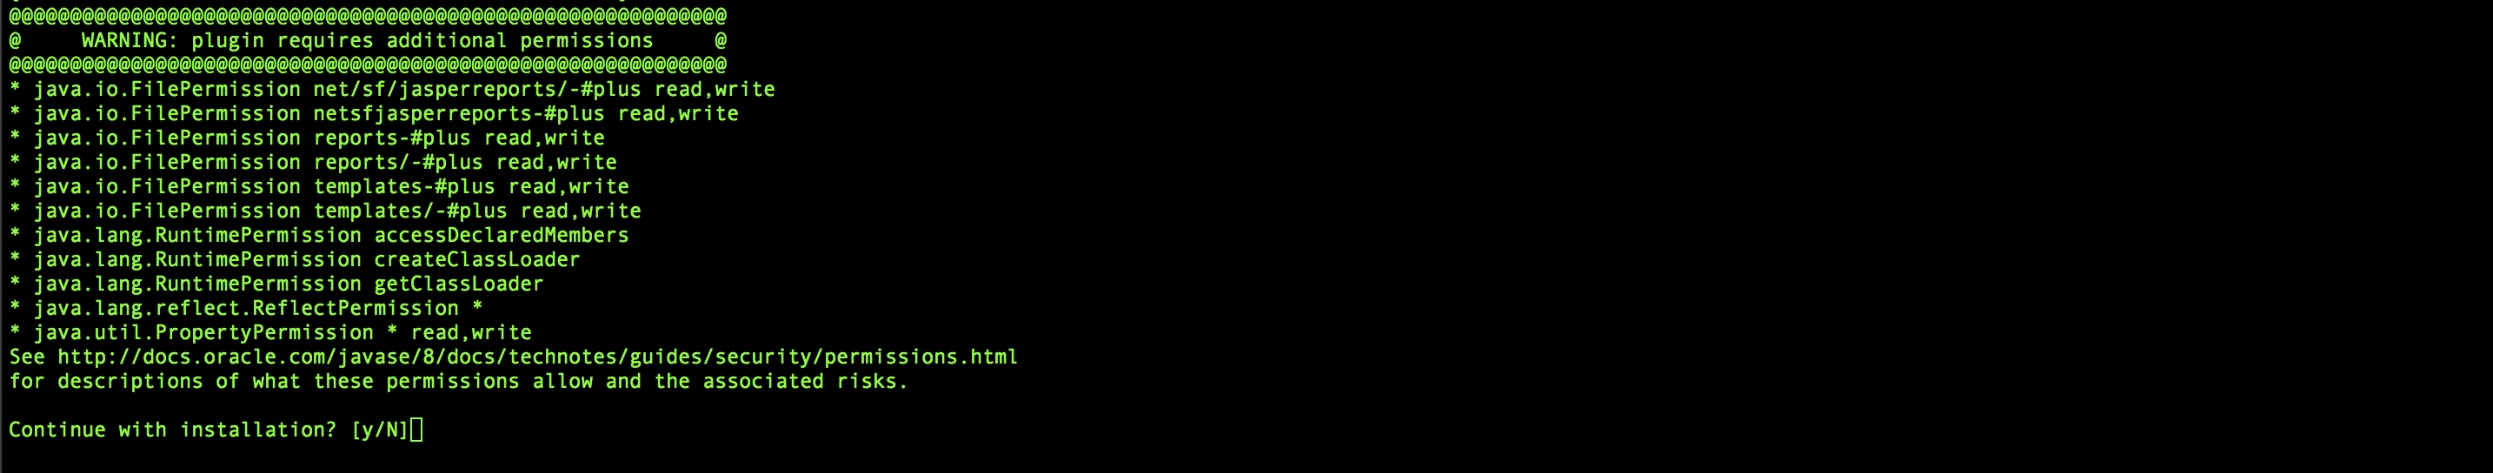 @@@@@@@@@@@@@@@@@@@@@@@@@@@@@@@@@@@@@@@@@@@@@@@@@@@@@@@@@@@
@     WARNING: plugin requires additional permissions     @
@@@@@@@@@@@@@@@@@@@@@@@@@@@@@@@@@@@@@@@@@@@@@@@@@@@@@@@@@@@
* java.io.FilePermission net/sf/jasperreports/-#plus read,write
* java.io.FilePermission netsfjasperreports-#plus read,write
* java.io.FilePermission reports-#plus read,write
* java.io.FilePermission reports/-#plus read,write
* java.io.FilePermission templates-#plus read,write
* java.io.FilePermission templates/-#plus read,write
* java.lang.RuntimePermission accessDeclaredMembers
* java.lang.RuntimePermission createClassLoader
* java.lang.RuntimePermission getClassLoader
* java.lang.reflect.ReflectPermission *
* java.util.PropertyPermission * read,write
See http://docs.oracle.com/javase/8/docs/technotes/guides/security/permissions.html
for descriptions of what these permissions allow and the associated risks.
Continue with installation? [y/N]